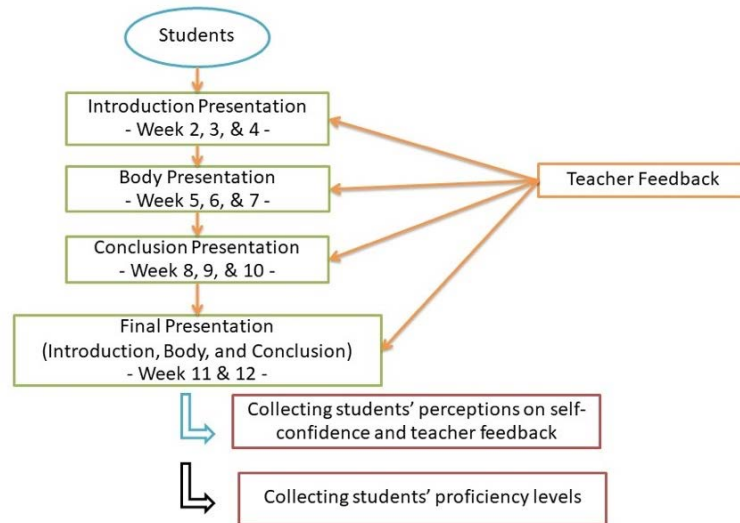 Students
Introduction Presentation
- Week 2, 3, & 4 -
Body Presentation
- Week 5, 6, & 7 -
Teacher Feedback
Conclusion Presentation
- Week 8, 9, & 10 -
Final Presentation
(Introduction, Body, and Conclusion)
- Week 11 & 12 -
Collecting students’ perceptions on self-
confidence and teacher feedback
Collecting students’ proficiency levels